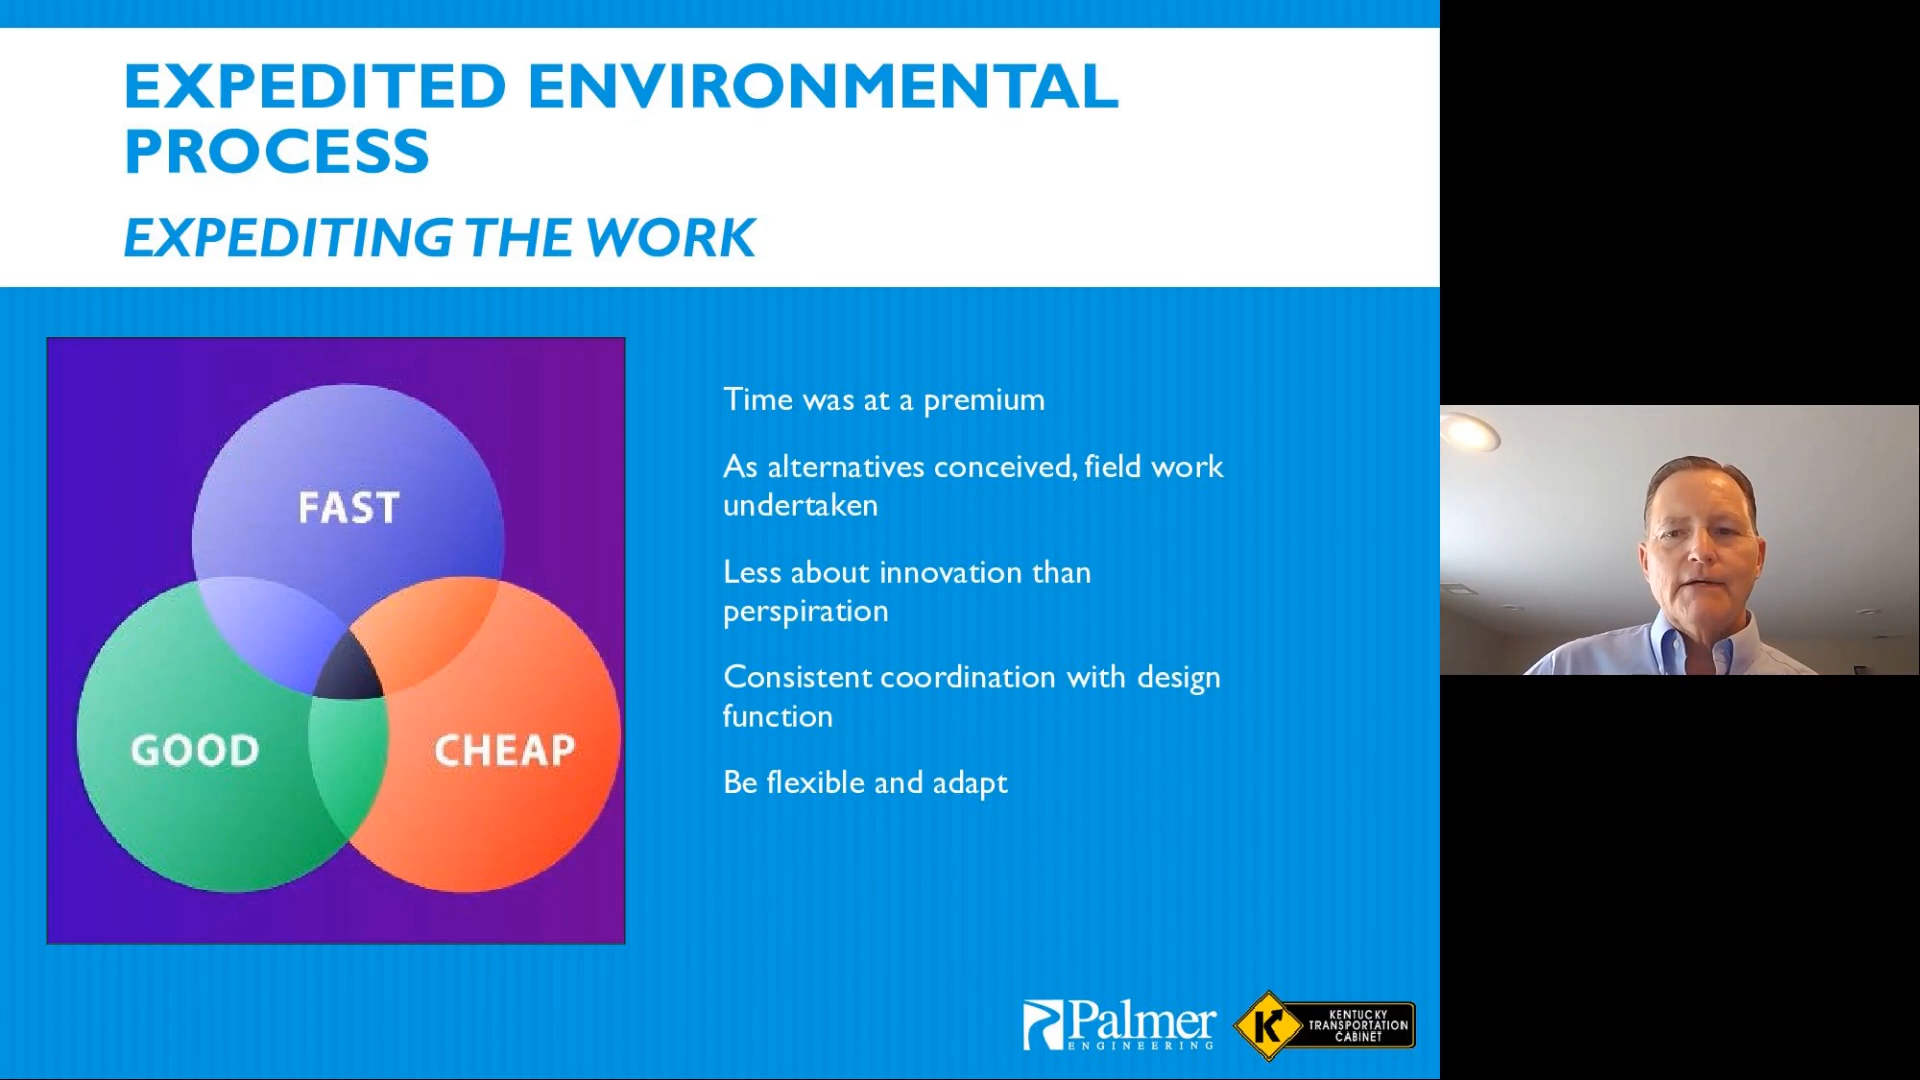 EXPEDITED ENVIRONMENTAL
PROCESS
EXPEDITING THE WORK
FAST
GOOD
CHEAP
Time was at a premium
As alternatives conceived, field work
undertaken
Less about innovation than
perspiration
Consistent coordination with design
function
Be flexible and adapt
Palmer
ENGINEERING
KENTUCKY
TRANSPORTATION
CABINET